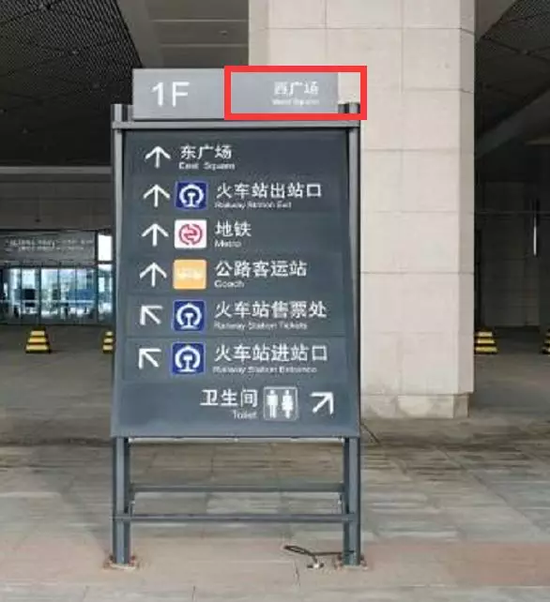 1F
西广场
West Square
东广场
East Square
火车站出站口
Railway Station Exit
地铁
Metro
公路客运站
Coach
火车站售票处
Railway Station Tickets
火车站进站口
Railway Station Entrance
卫生间
Toilet